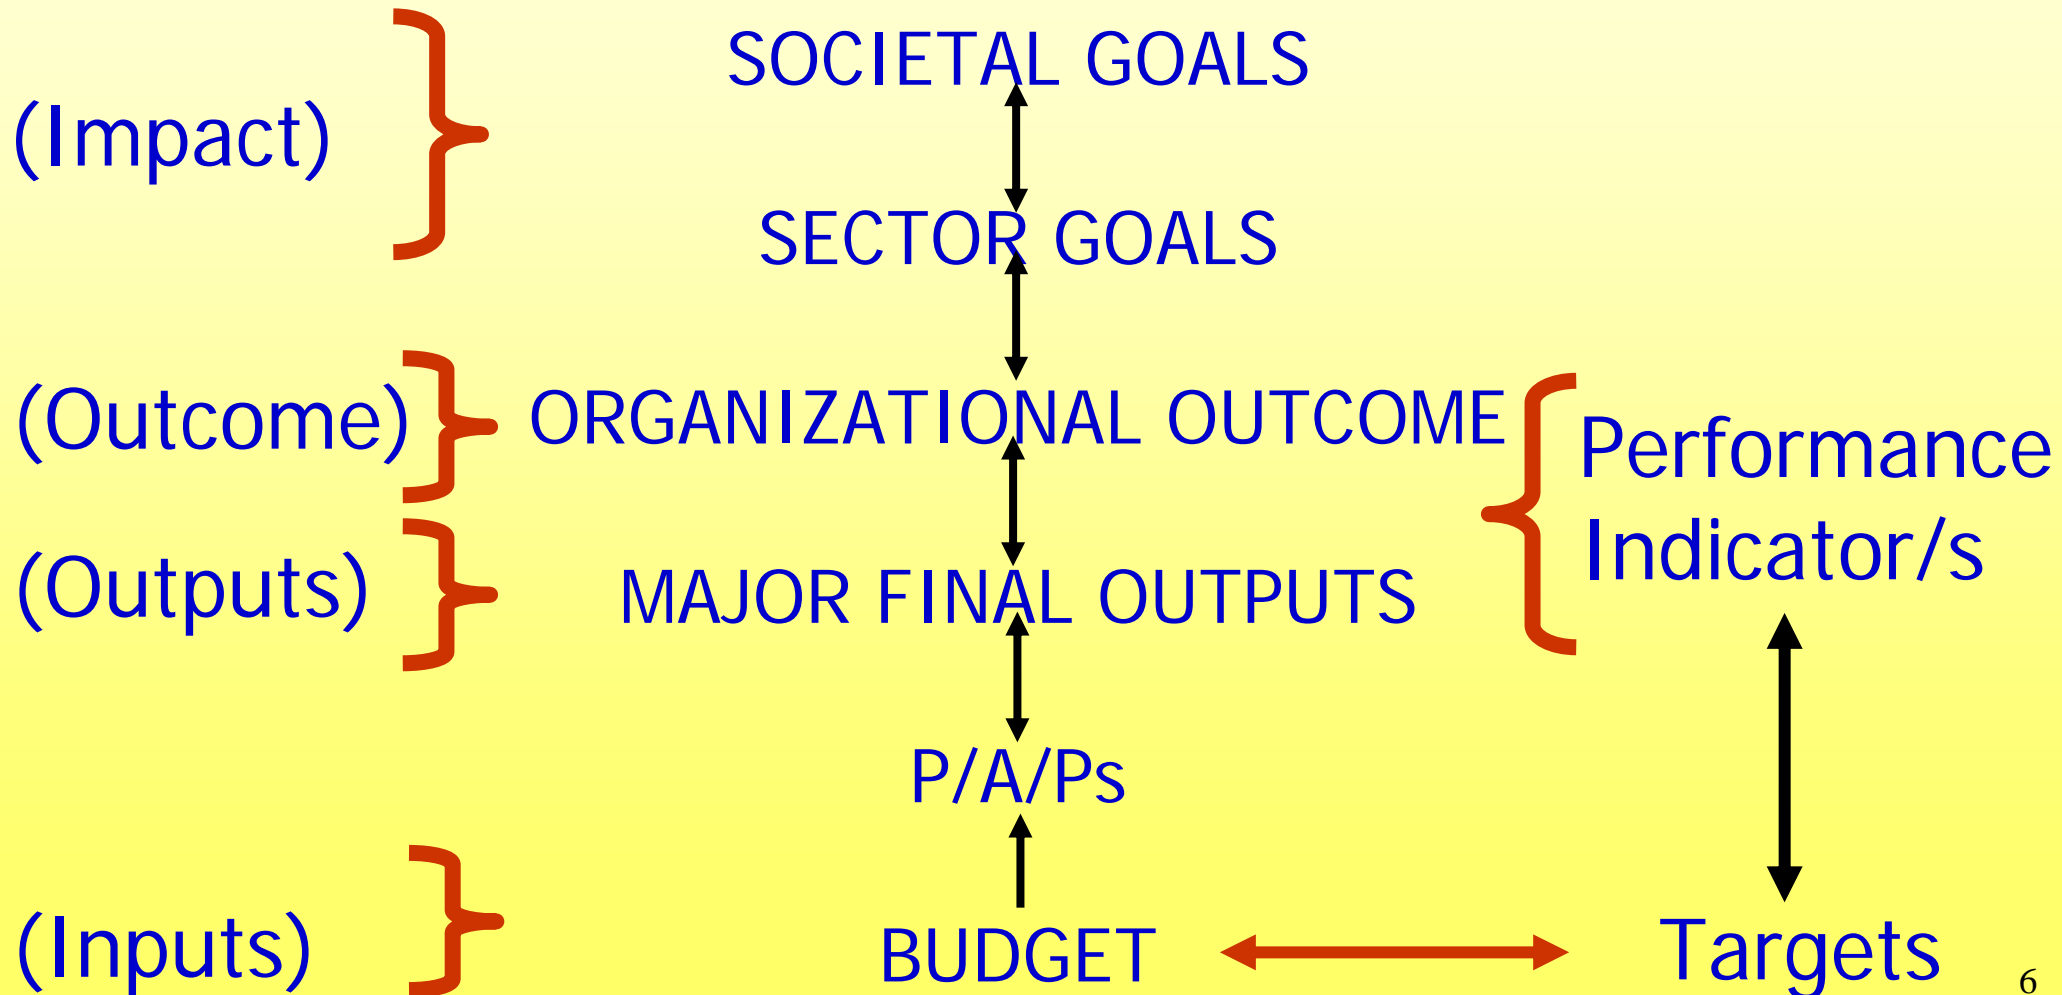 SOCIETAL GOALS
(Impact)
SECTOR GOALS
(Outcome)
ORGANIZATIONAL OUTCOME
Performance
Indicator/s
(Outputs)
MAJOR FINAL OUTPUTS
P/A/Ps
(Inputs)
BUDGET
Targets
6